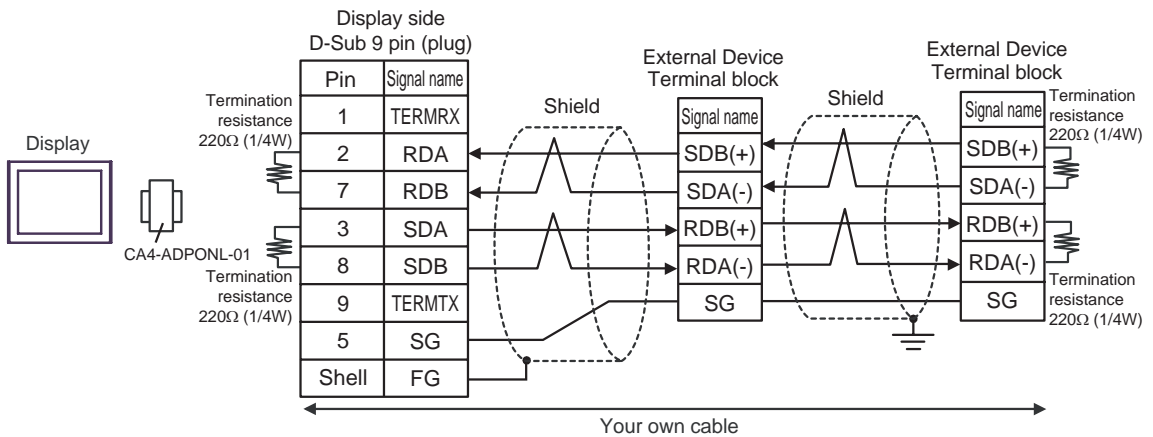 Display side
D-Sub 9 pin (plug)
External Device
Terminal block
External Device
Terminal block
Display
CA4-ADPONL-01
Termination
resistance
220Ω (1/4W)
Termination
resistance
220Ω (1/4W)
Pin Signal name
1 TERMRX
2 RDA
7 RDB
3 SDA
8 SDB
9 TERMTX
5 SG
Shell FG
Shield
Signal name
SDB(+)
SDA(-)
RDB(+)
RDA(-)
SG
Shield
Signal name
SDB(+)
SDA(-)
RDB(+)
RDA(-)
SG
Termination
resistance
220Ω (1/4W)
Termination
resistance
220Ω (1/4W)
Your own cable